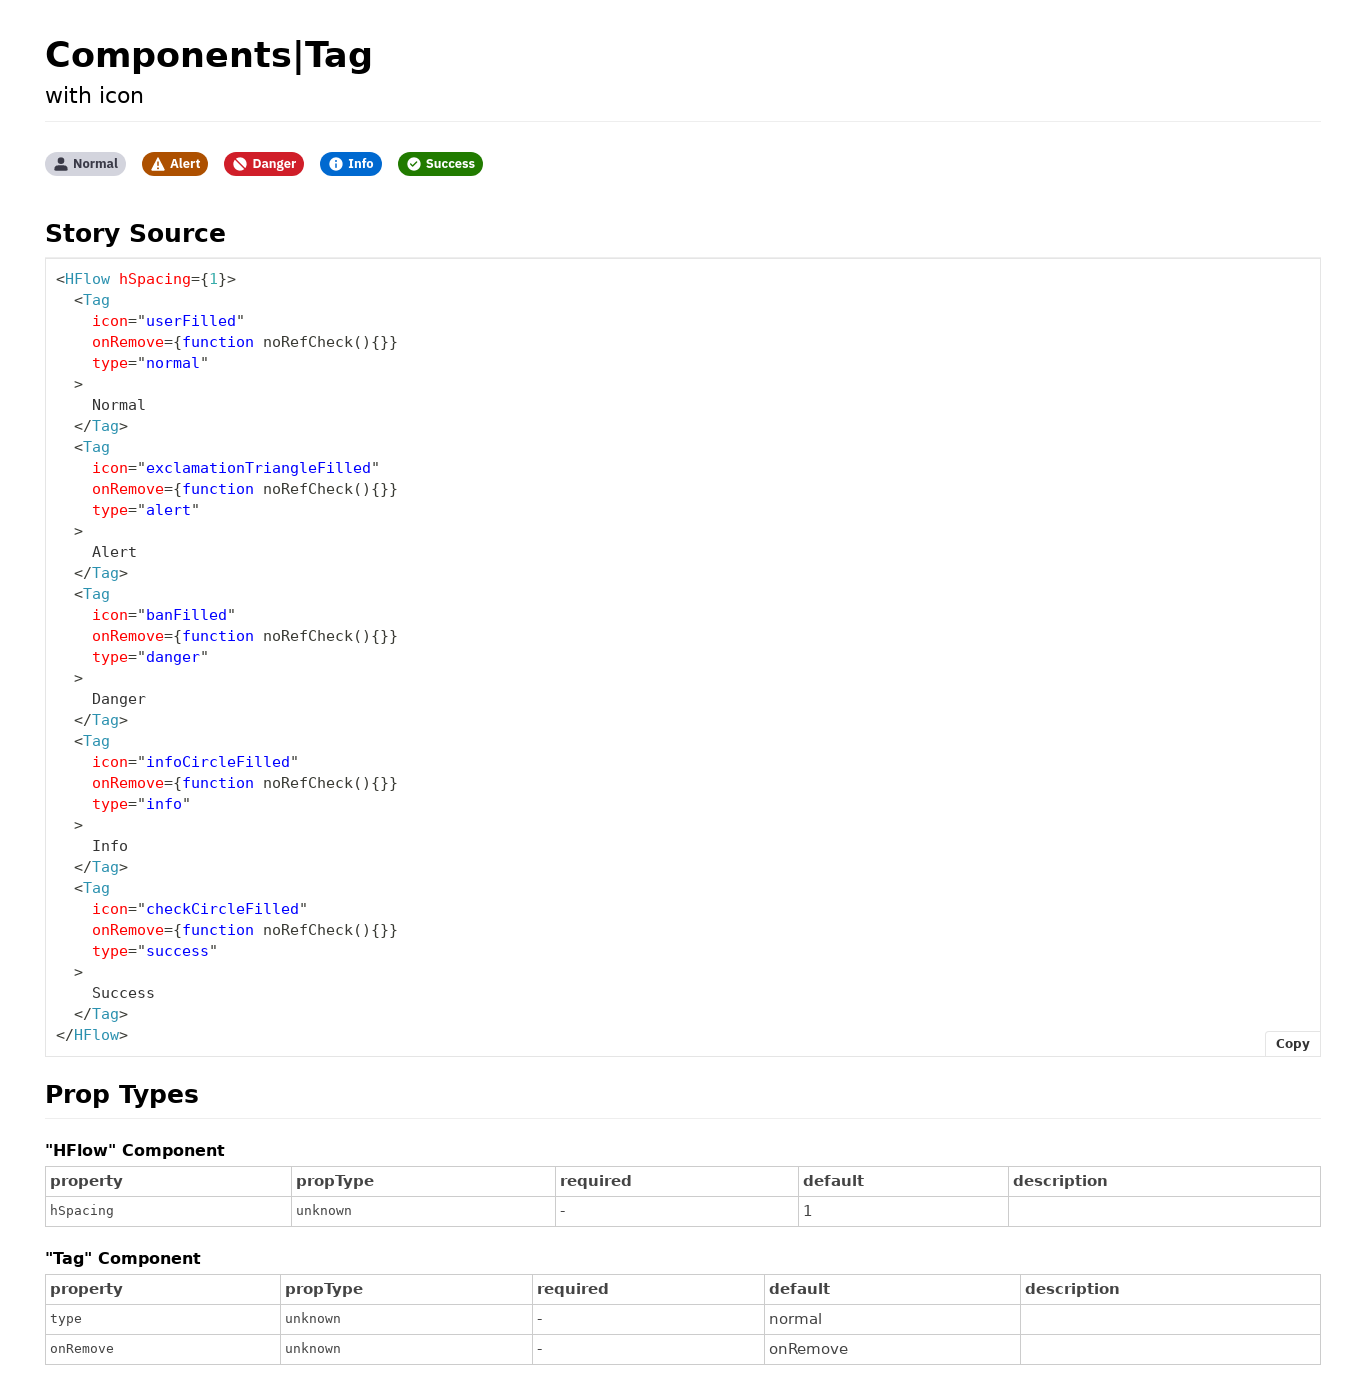 Components|Tag
with icon
Normal Alert Danger Info Success
Story Source
<HFlow hSpacing={1}>
  <Tag
    icon="userFilled"
    onRemove={function noRefCheck(){}}
    type="normal"
  >
    Normal
  </Tag>
  <Tag
    icon="exclamationTriangleFilled"
    onRemove={function noRefCheck(){}}
    type="alert"
  >
    Alert
  </Tag>
  <Tag
    icon="banFilled"
    onRemove={function noRefCheck(){}}
    type="danger"
  >
    Danger
  </Tag>
  <Tag
    icon="infoCircleFilled"
    onRemove={function noRefCheck(){}}
    type="info"
  >
    Info
  </Tag>
  <Tag
    icon="checkCircleFilled"
    onRemove={function noRefCheck(){}}
    type="success"
  >
    Success
  </Tag>
</HFlow>
Copy
Prop Types
"HFlow" Component
property propType required default description
hSpacing unknown - 1
"Tag" Component
property propType required default description
type unknown - normal
onRemove unknown - onRemove